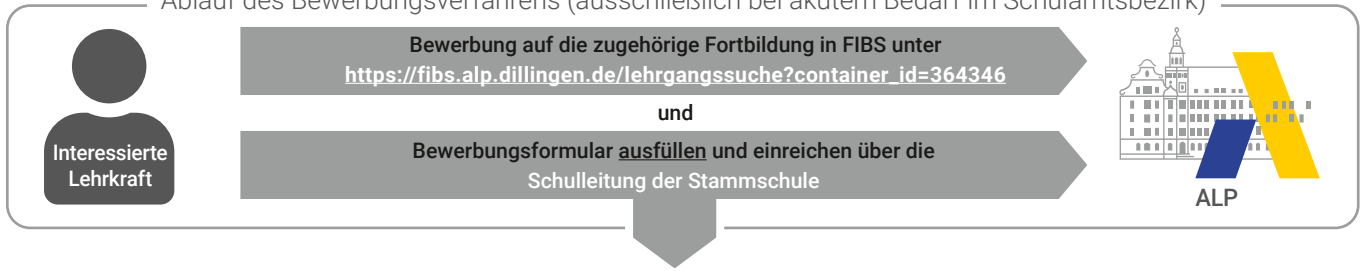 Ablauf des Bewerbungsverfahrens (ausschließlich bei akutem Bedarf im Schulamtsbezirk)
Bewerbung auf die zugehörige Fortbildung in FIBS unter
https://fibs.alp.dillingen.de/lehrgangssuche?container_id=364346
und
Interessierte
Lehrkraft
Bewerbungsformular ausfüllen und einreichen über die
Schulleitung der Stammschule
ALP